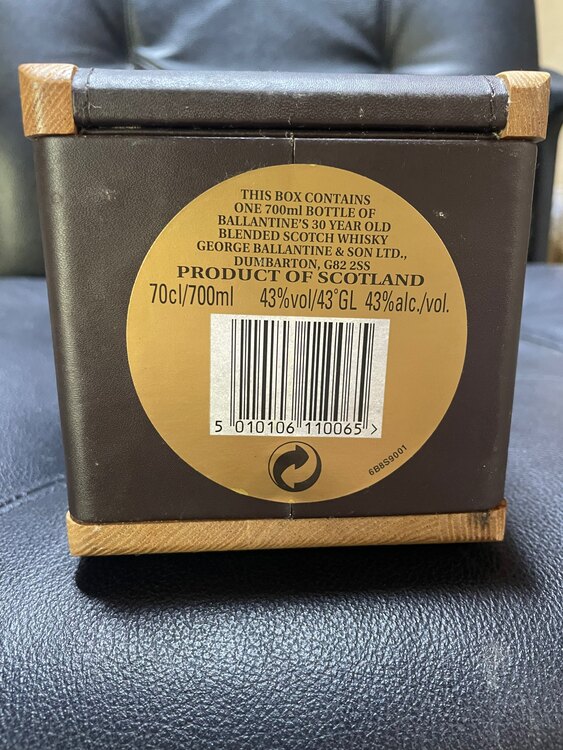 THIS BOX CONTAINS
ONE 700ml BOTTLE OF
BALLANTINE'S 30 YEAR OLD
BLENDED SCOTCH WHISKY
GEORGE BALLANTINE & SON LTD.,
DUMBARTON, G82 2SS
PRODUCT OF SCOTLAND
70cl/700ml 43%vol/43°GL 43%alc./vol.
5 010106 110065 >
6B8S9001